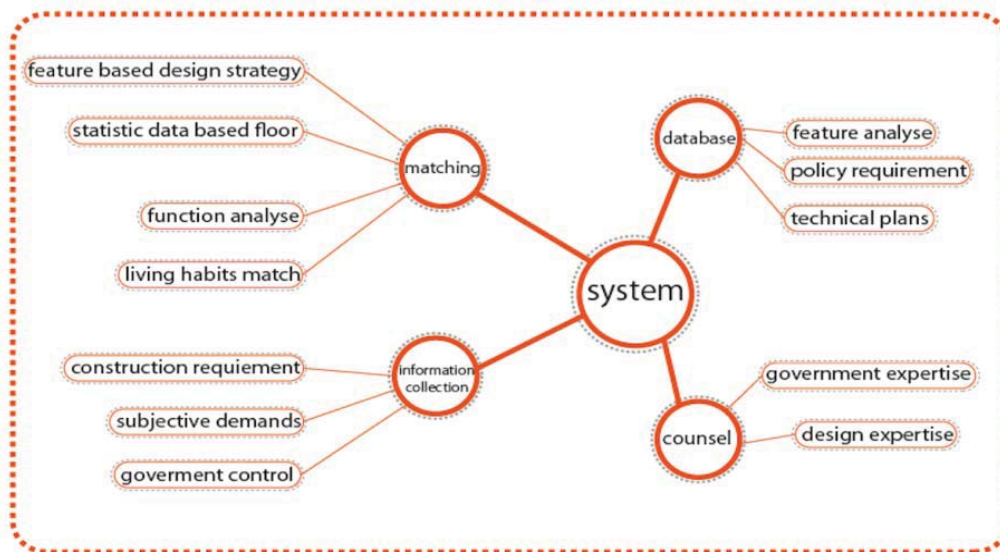 feature based design strategy
statistic data based floor
matching
function analyse
living habits match
database
feature analyse
policy requirement
technical plans
system
construction requiement
information
collection
subjective demands
goverment control
government expertise
counsel
design expertise